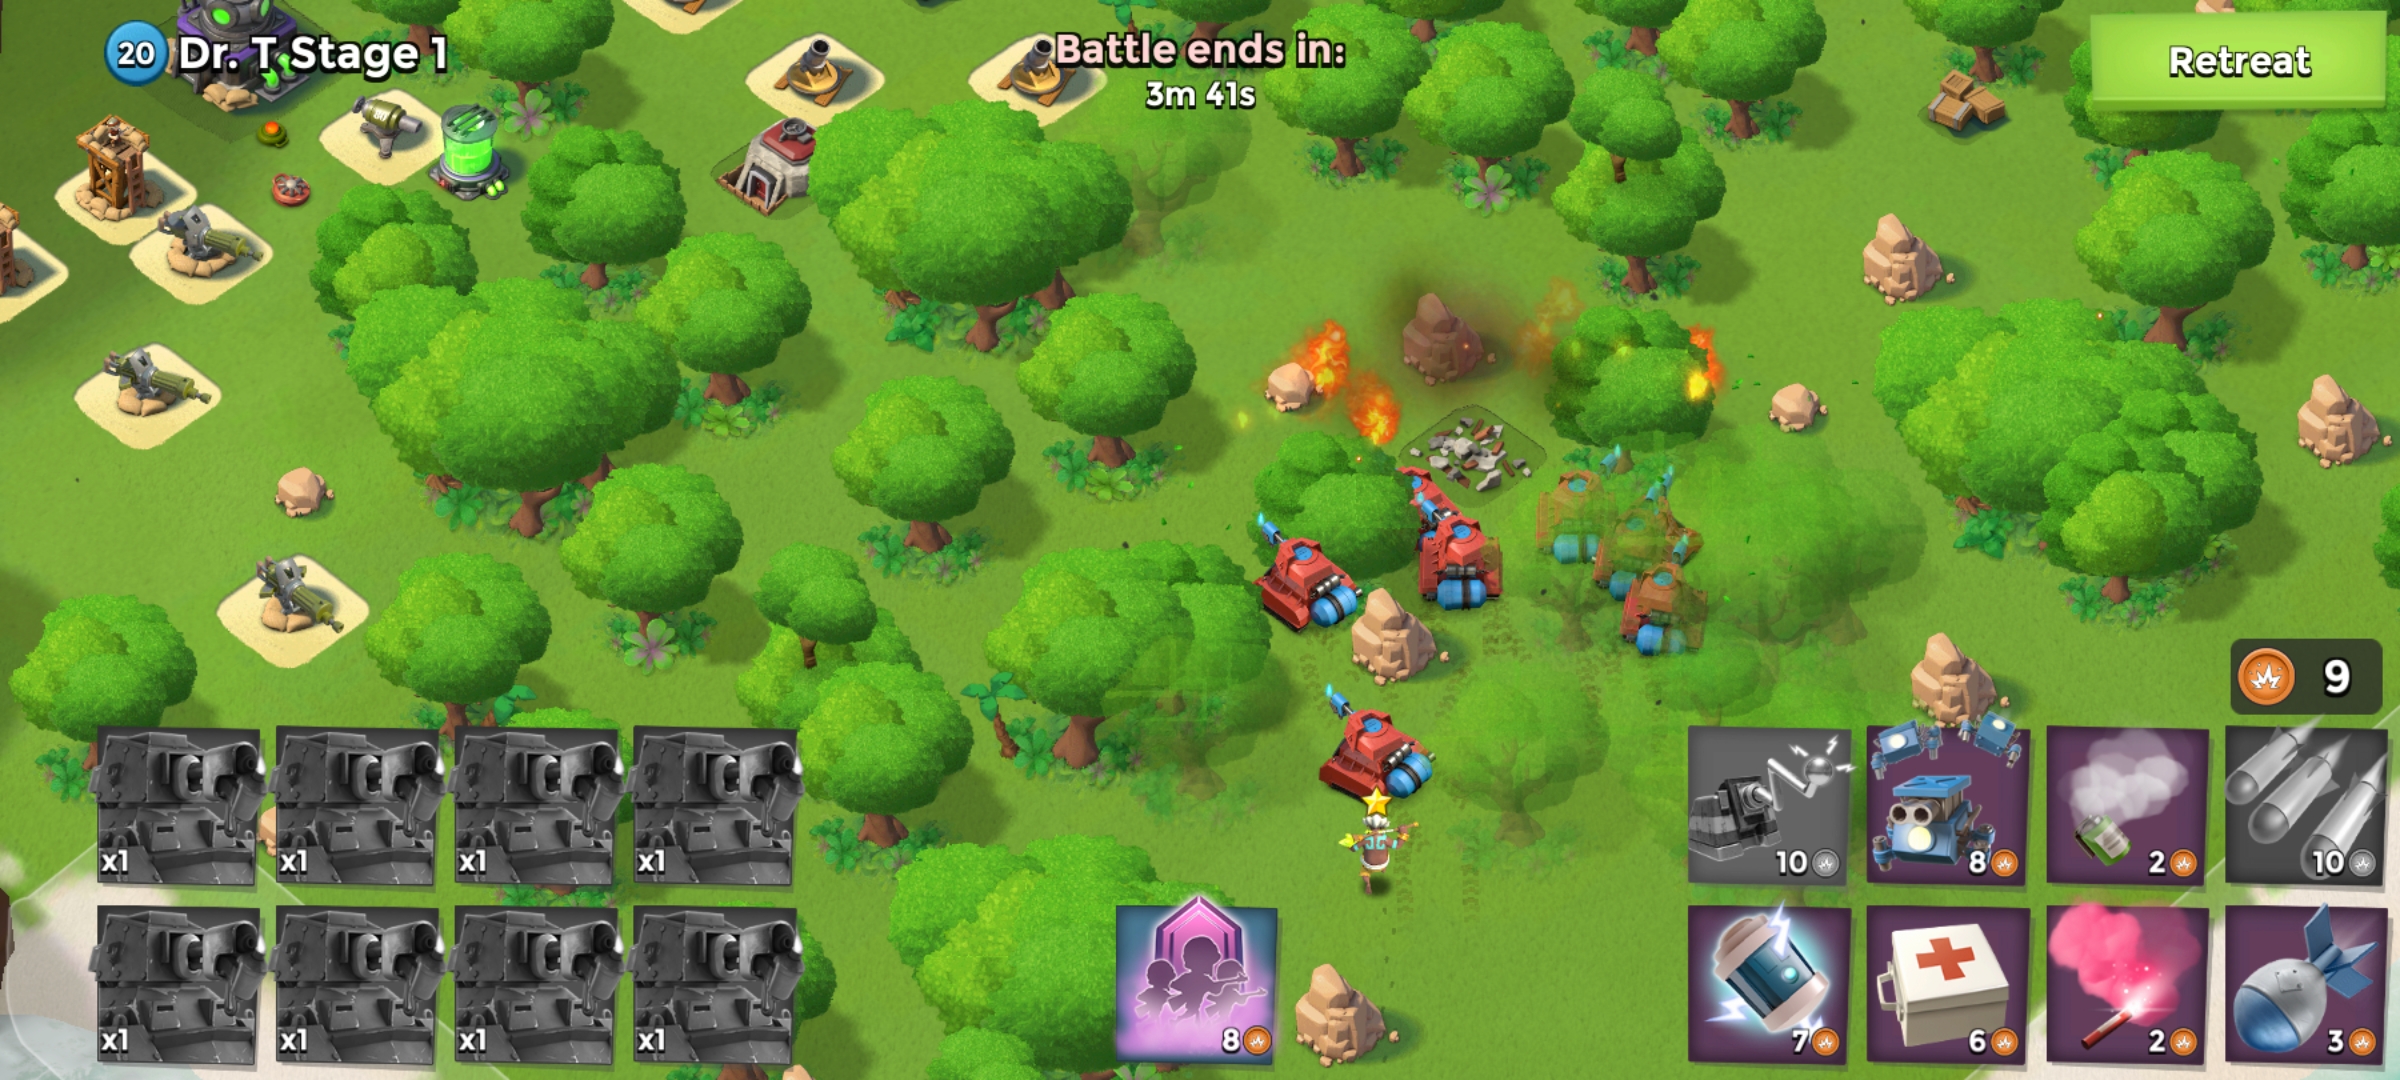 20 Dr. T Stage 1
Battle ends in:
3m 41s
Retreat
9
x1 x1 x1 x1
10 8 2 10
x1 x1 x1 x1
8
7 6 2 3